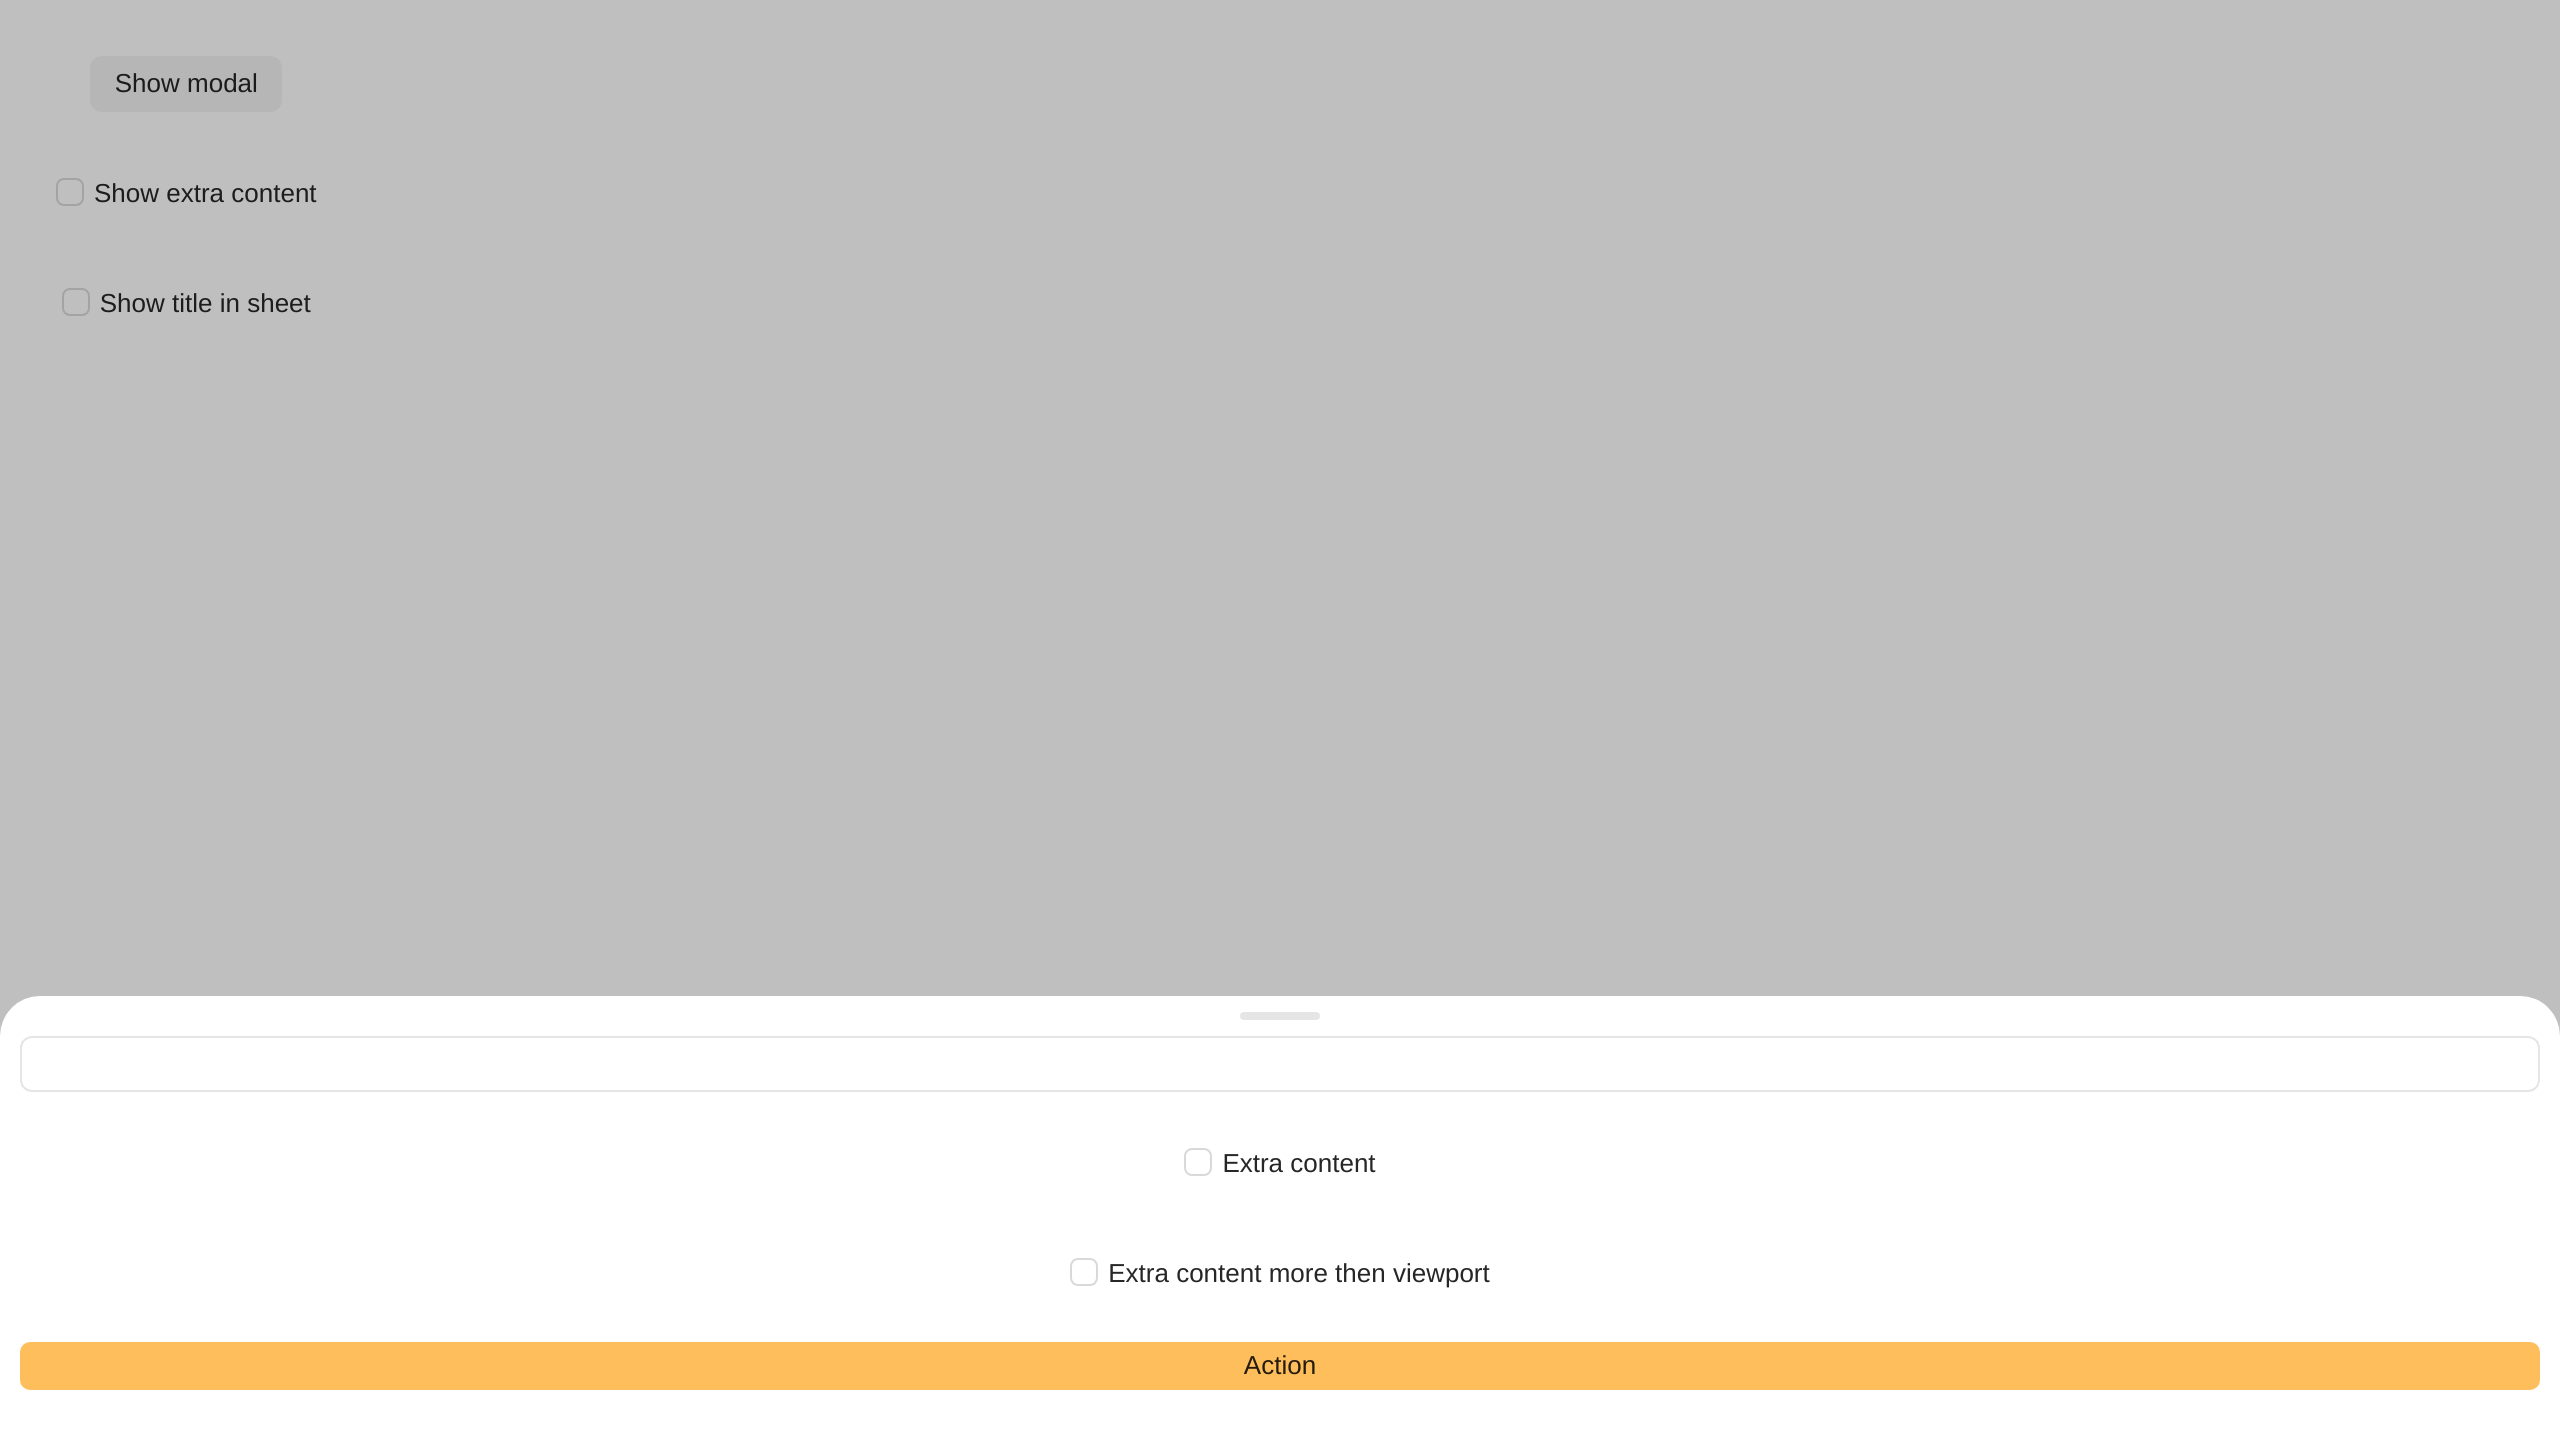 Show modal
Show extra content
Show title in sheet
Extra content
Extra content more then viewport
Action